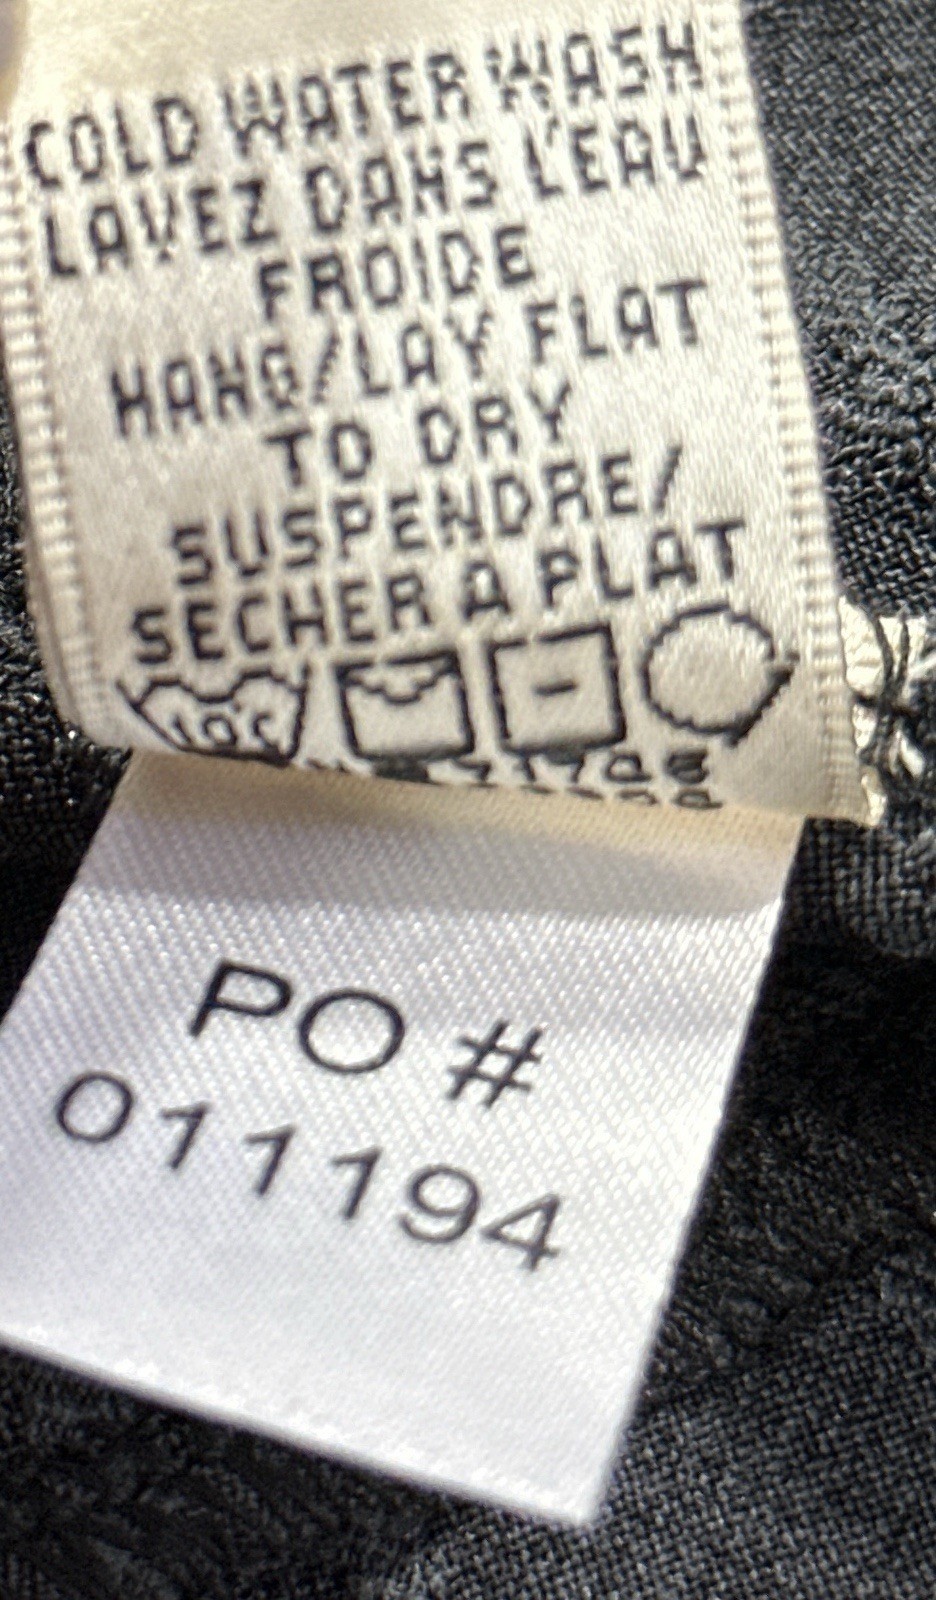 COLD WATER WASH
LAVEZ DANS L'EAU
FROIDE
HANG/LAY FLAT
TO DRY
SUSPENDRE/
SECHER A PLAT
PO #
011194